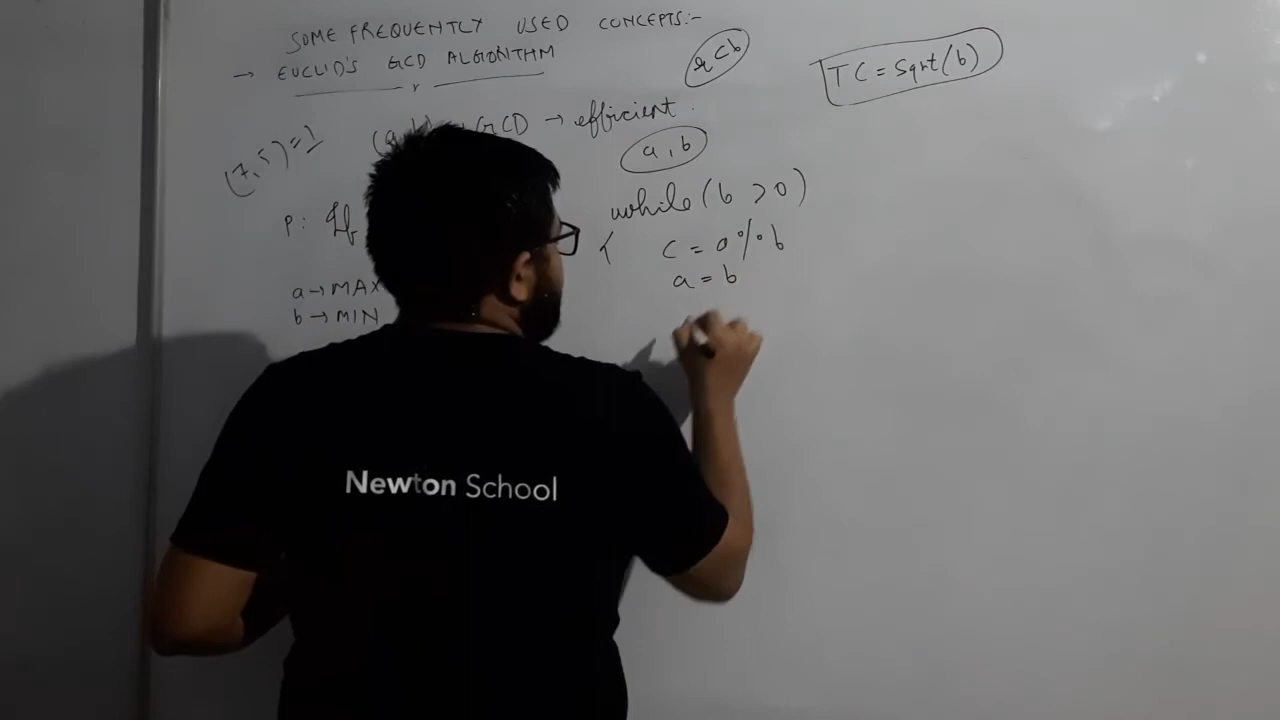 SOME FREQUENTLY USED CONCEPTS:-
→ EUCLID'S GCD ALGORITHM
r<b
TC = Sqrt(b)
(7,5)=1
GCD → efficient.
a, b
P: If
while(b >0)
{ c = a%b
a = b
a→MAX
b→MIN
Newton School